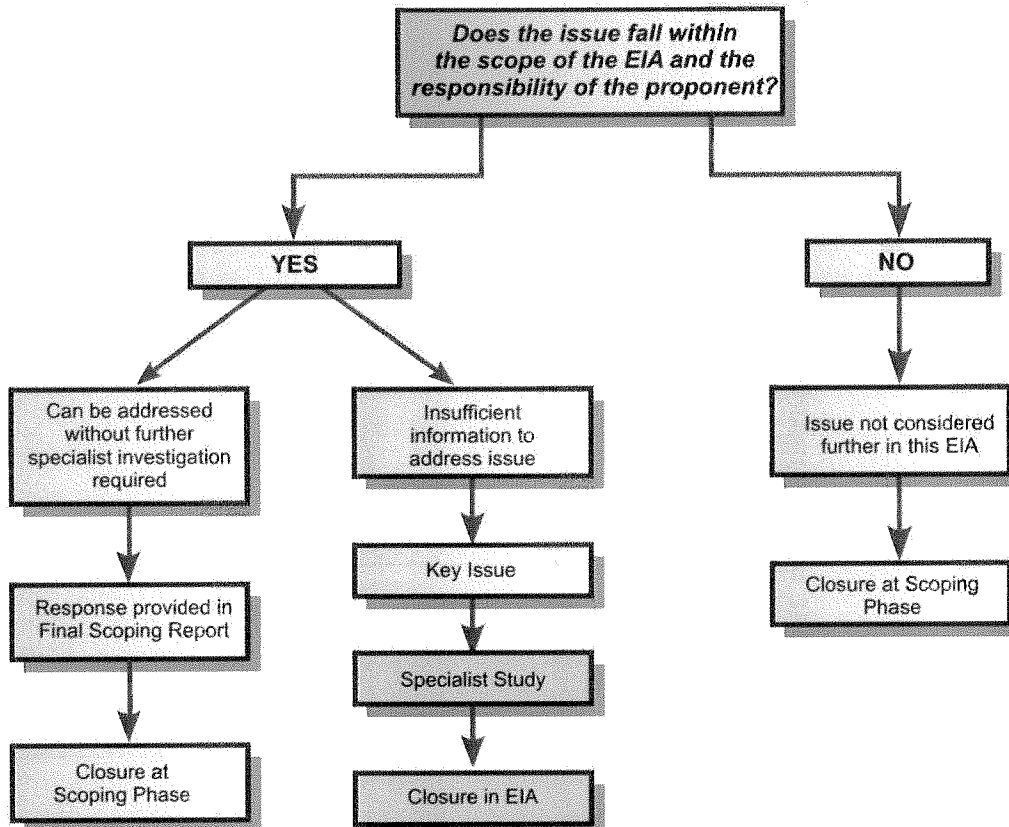 Does the issue fall within
the scope of the EIA and the
responsibility of the proponent?
YES
NO
Can be addressed
without further
specialist investigation
required
Insufficient
information to
address issue
Issue not considered
further in this EIA
Key Issue
Closure at Scoping
Phase
Response provided in
Final Scoping Report
Specialist Study
Closure at
Scoping Phase
Closure in EIA